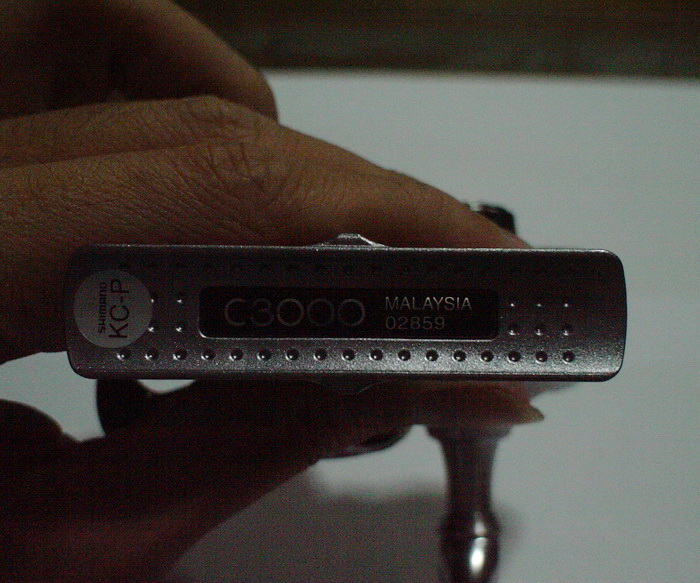 SHIMANO
KC-P
C3000
MALAYSIA
02859